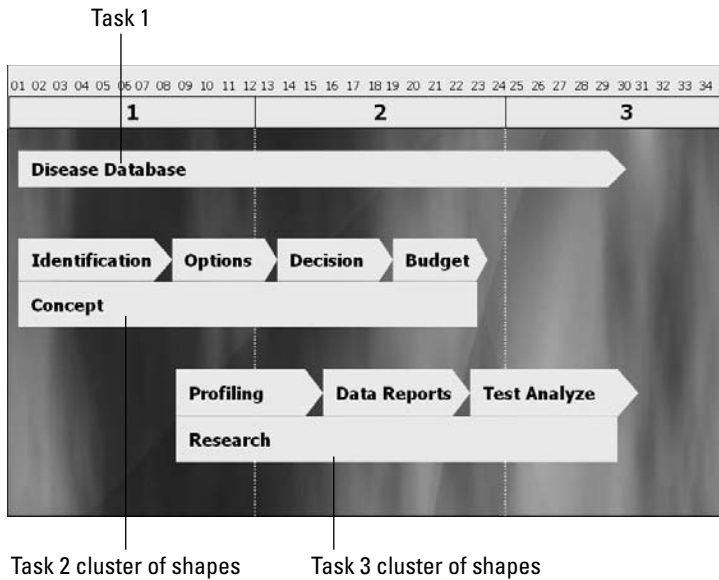 Task 1
01 02 03 04 05 06 07 08 09 10 11 12 13 14 15 16 17 18 19 20 21 22 23 24 25 26 27 28 29 30 31 32 33 34
1 2 3
Disease Database
Identification Options Decision Budget
Concept
Profiling Data Reports Test Analyze
Research
Task 2 cluster of shapes Task 3 cluster of shapes